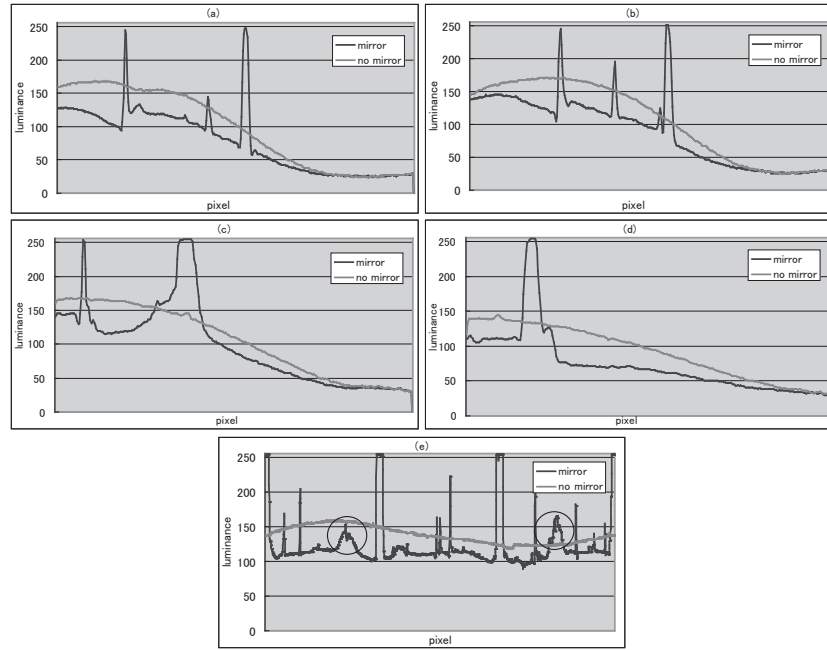 (a)
250
200
150
100
50
0
luminance
pixel
mirror
no mirror
(b)
250
200
150
100
50
0
luminance
pixel
mirror
no mirror
(c)
250
200
150
100
50
0
luminance
pixel
mirror
no mirror
(d)
250
200
150
100
50
0
luminance
pixel
mirror
no mirror
(e)
250
200
150
100
50
0
luminance
pixel
mirror
no mirror